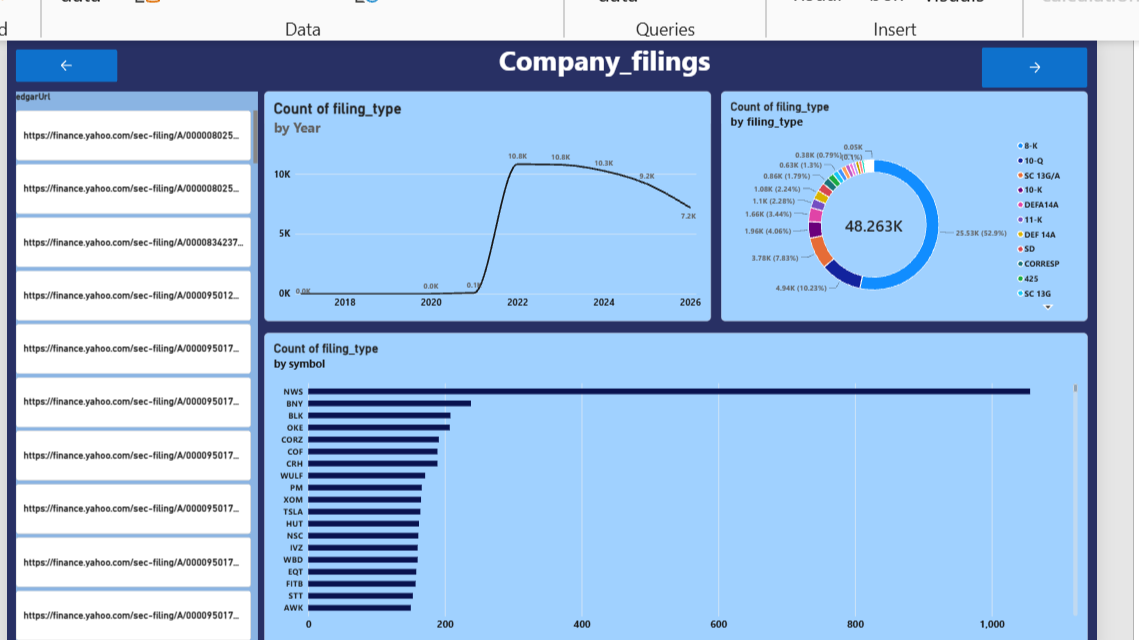 Data
Queries
Insert
Company_filings
edgarUrl
https://finance.yahoo.com/sec-filing/A/000008025...
https://finance.yahoo.com/sec-filing/A/000008025...
https://finance.yahoo.com/sec-filing/A/0000834237...
https://finance.yahoo.com/sec-filing/A/000095012...
https://finance.yahoo.com/sec-filing/A/000095017...
https://finance.yahoo.com/sec-filing/A/000095017...
https://finance.yahoo.com/sec-filing/A/000095017...
https://finance.yahoo.com/sec-filing/A/000095017...
https://finance.yahoo.com/sec-filing/A/000095017...
https://finance.yahoo.com/sec-filing/A/000095017...
Count of filing_type
by Year
10K
5K
0K
0.0K
0.0K
10.8K
10.8K
10.3K
9.2K
7.2K
2018
2020
2022
2024
2026
Count of filing_type
by filing_type
0.05K
0.38K (0.79%)
(0.1%)
0.63K (1.3%)
0.86K (1.79%)
1.08K (2.24%)
1.1K (2.28%)
1.66K (3.44%)
1.96K (4.06%)
3.78K (7.83%)
4.94K (10.23%)
25.53K (52.9%)
48.263K
8-K
10-Q
SC 13G/A
10-K
DEFA14A
11-K
DEF 14A
SD
CORRESP
425
SC 13G
Count of filing_type
by symbol
NWS
BNY
BLK
OKE
CORZ
COF
CRH
WULF
PM
XOM
TSLA
HUT
NSC
IVZ
WBD
EQT
FITB
STT
AWK
0
200
400
600
800
1,000